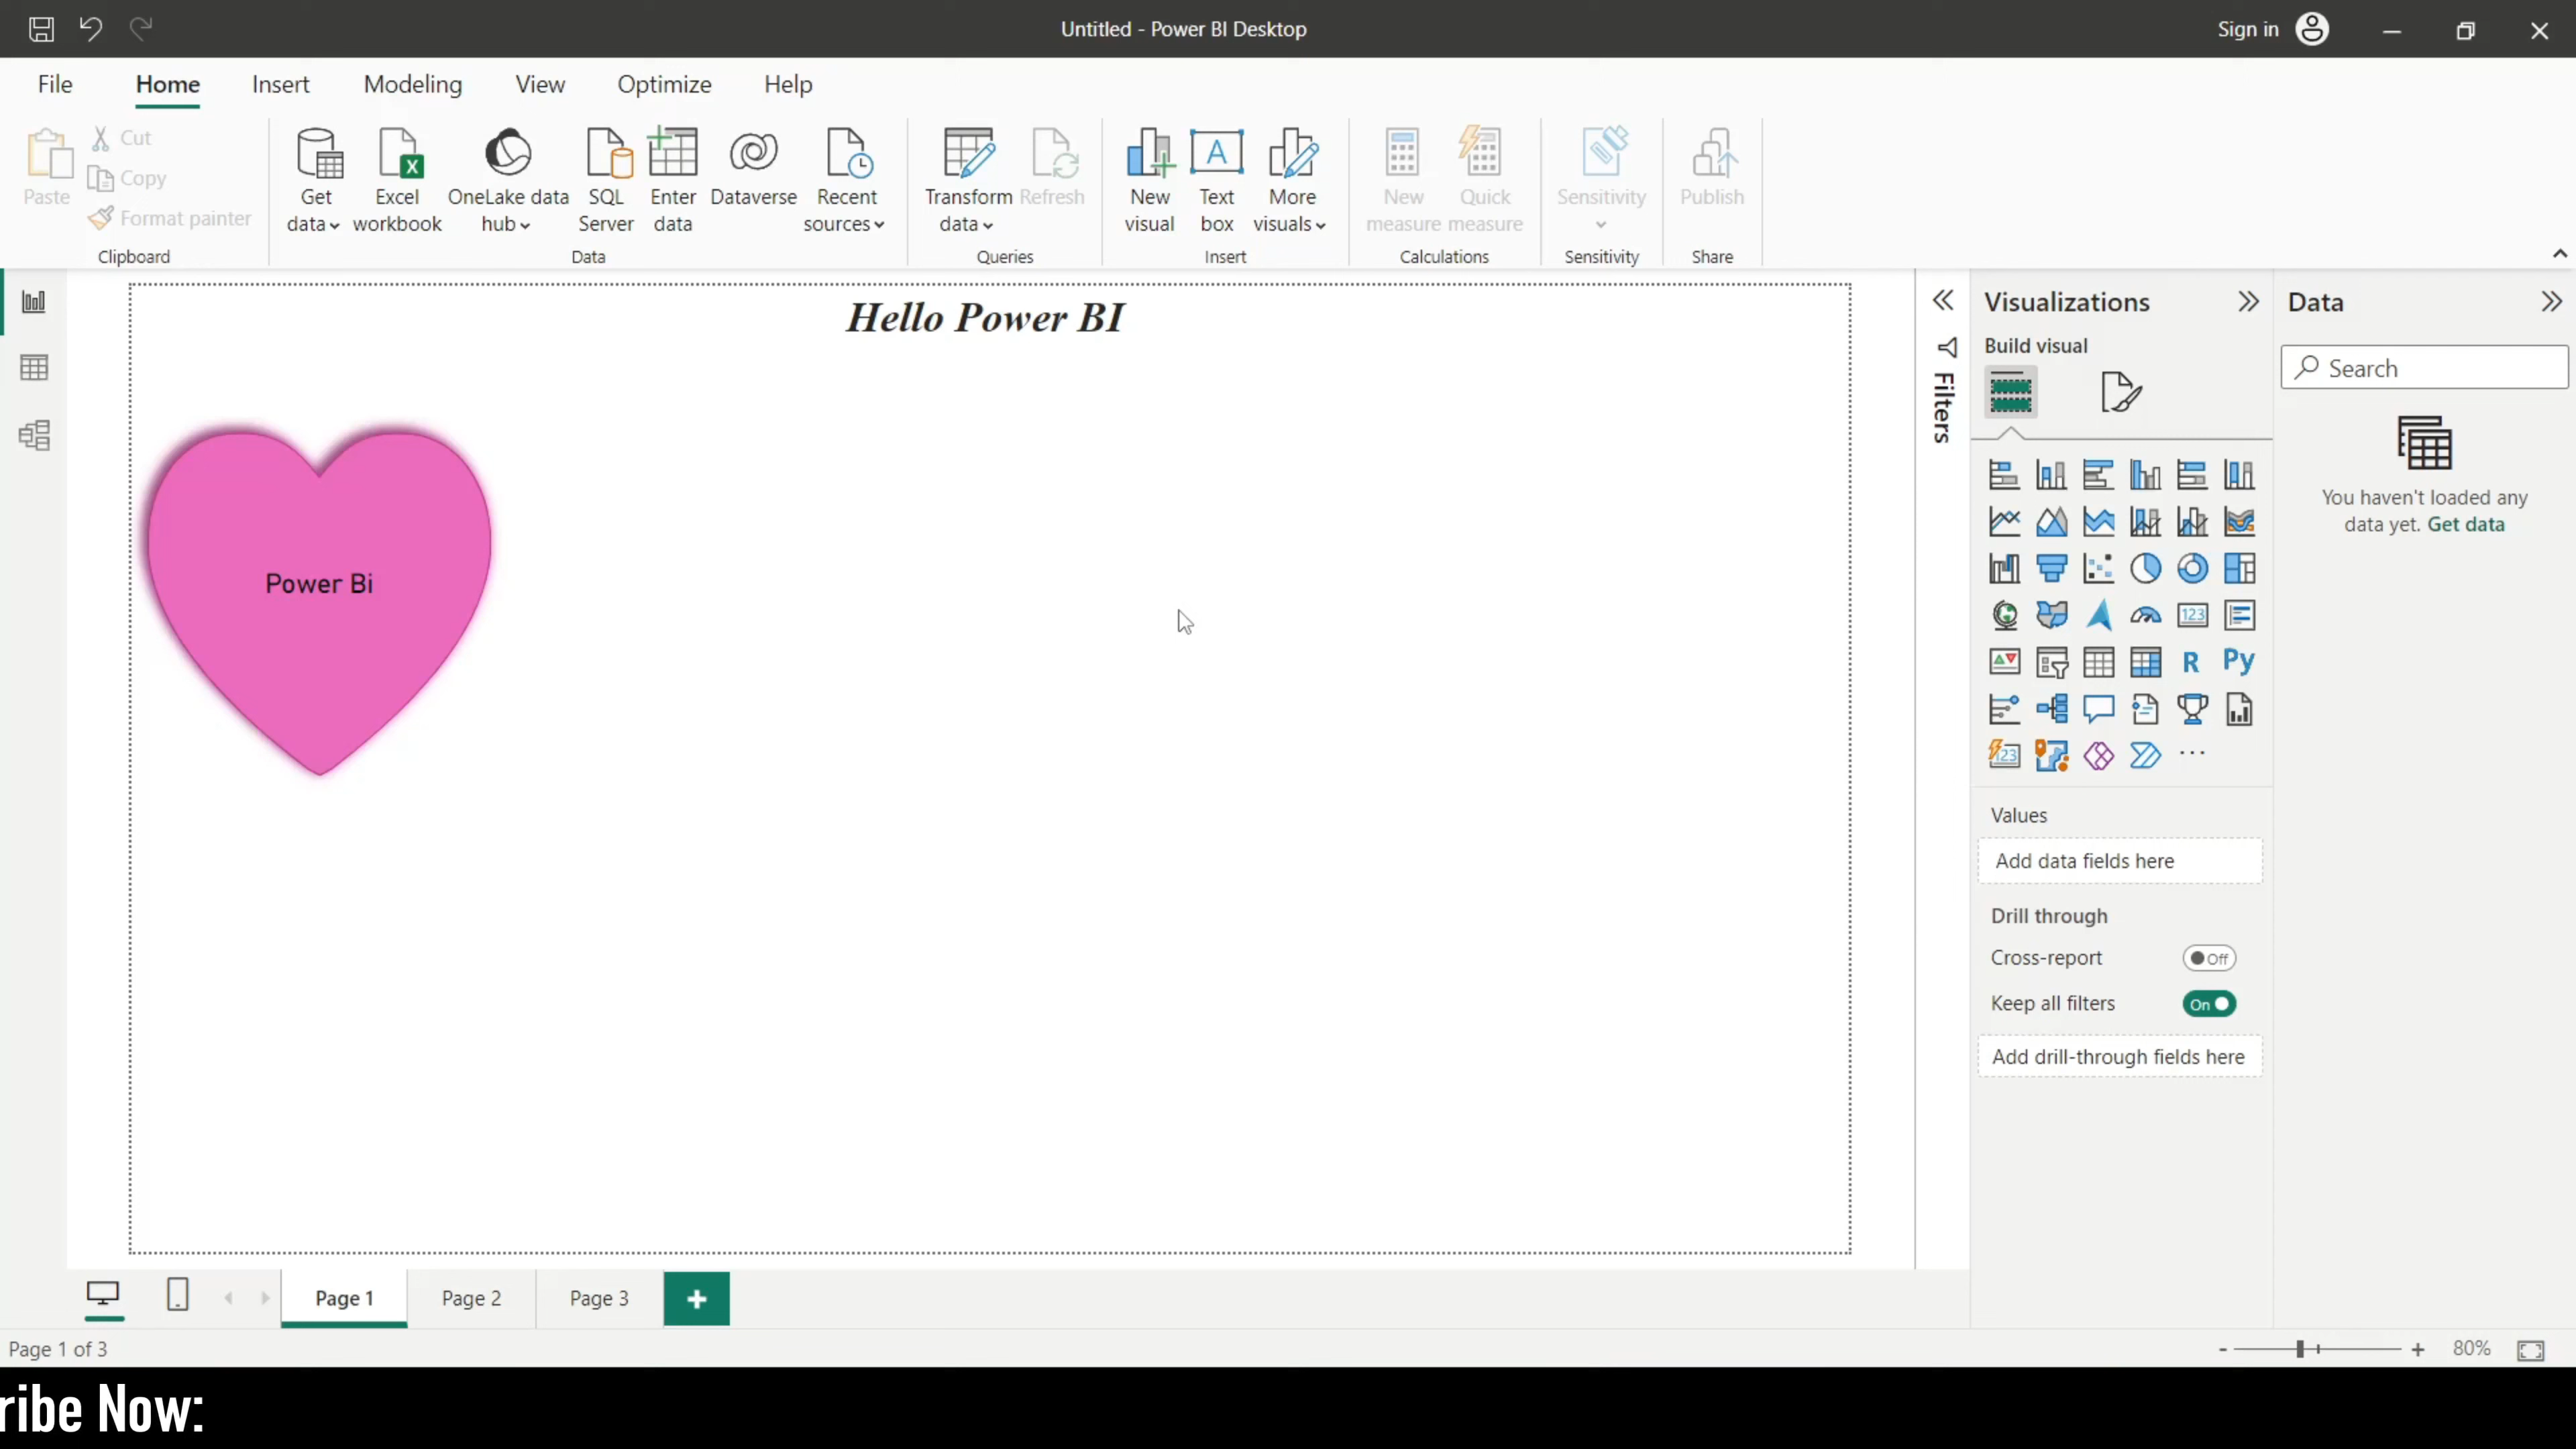 Untitled - Power BI Desktop
Sign in
File Home Insert Modeling View Optimize Help
Paste
Cut
Copy
Format painter
Clipboard
Get data
Excel workbook
OneLake data hub
SQL Server
Enter data
Dataverse
Recent sources
Data
Transform data
Refresh
Queries
New visual
Text box
More visuals
Insert
New measure
Quick measure
Calculations
Sensitivity
Sensitivity
Publish
Share
Hello Power BI
Power Bi
Filters
Visualizations
Build visual
R
Py
123
123
Values
Add data fields here
Drill through
Cross-report
Off
Keep all filters
On
Add drill-through fields here
Data
Search
You haven't loaded any
data yet. Get data
Page 1
Page 2
Page 3
Page 1 of 3
80%
ribe Now: